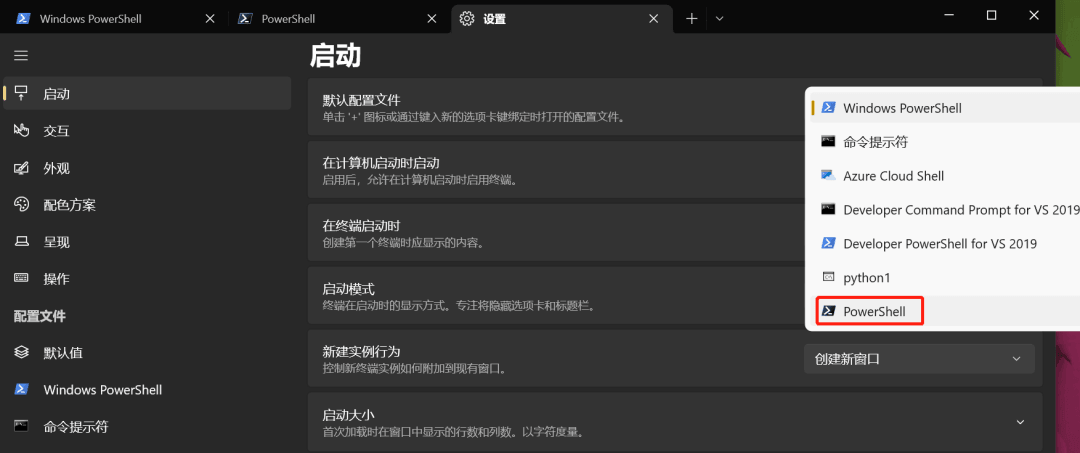 Windows PowerShell
PowerShell
设置
启动
启动
交互
外观
配色方案
呈现
操作
配置文件
默认值
Windows PowerShell
命令提示符
默认配置文件
单击 '+' 图标或通过键入新的选项卡键绑定时打开的配置文件。
在计算机启动时启动
启用后，允许在计算机启动时启用终端。
在终端启动时
创建第一个终端时应显示的内容。
启动模式
终端在启动时的显示方式。专注将隐藏选项卡和标题栏。
新建实例行为
控制新终端实例如何附加到现有窗口。
创建新窗口
启动大小
首次加载时在窗口中显示的行数和列数。以字符度量。
Windows PowerShell
命令提示符
Azure Cloud Shell
Developer Command Prompt for VS 2019
Developer PowerShell for VS 2019
python1
PowerShell